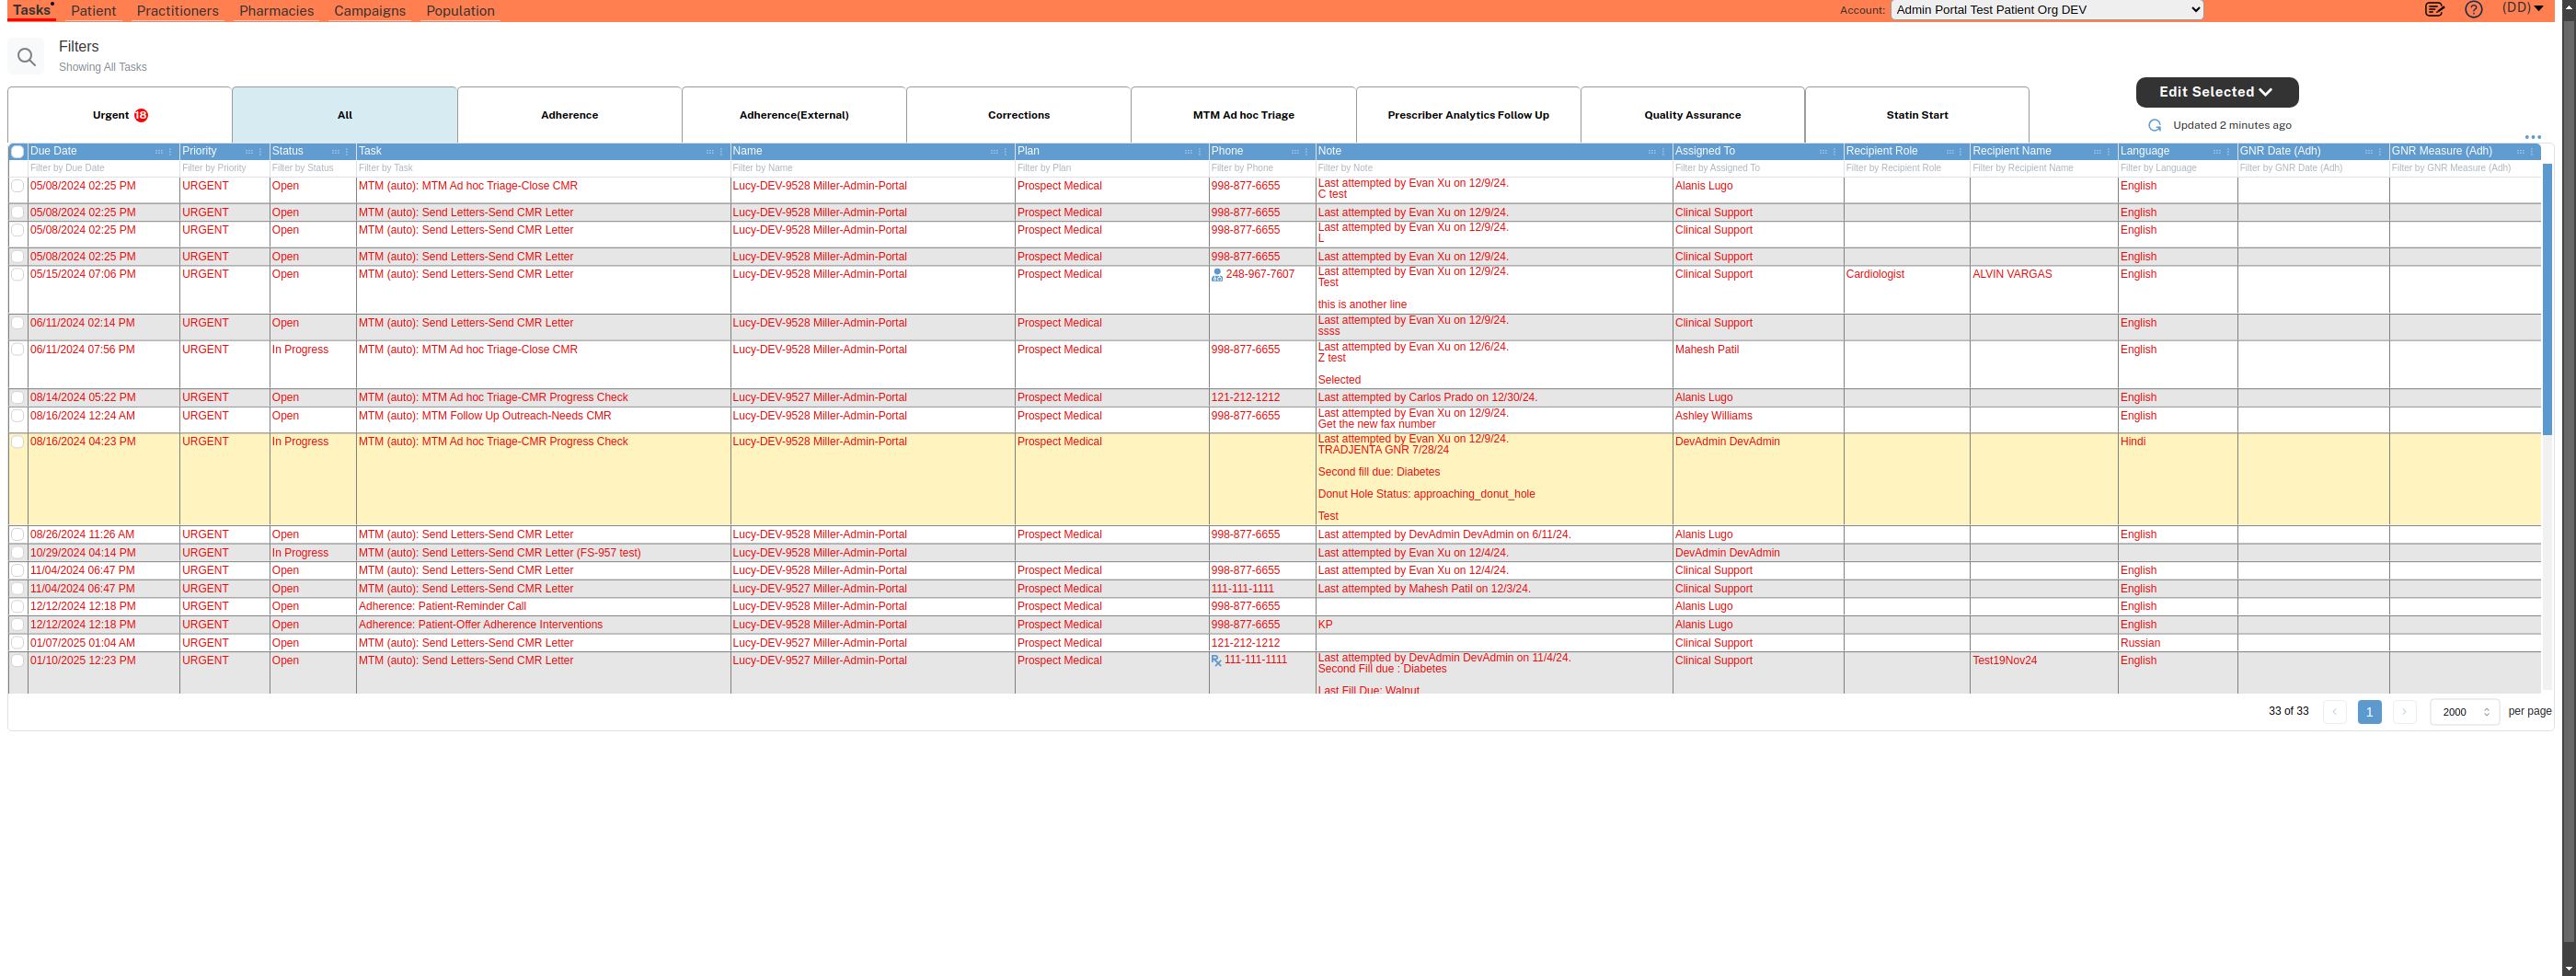 Tasks Patient Practitioners Pharmacies Campaigns Population Account: Admin Portal Test Patient Org DEV (DD)
Filters
Showing All Tasks
Urgent 18 All Adherence Adherence(External) Corrections MTM Ad hoc Triage Prescriber Analytics Follow Up Quality Assurance Statin Start
Edit Selected
Updated 2 minutes ago
Due Date Priority Status Task Name Plan Phone Note Assigned To Recipient Role Recipient Name Language GNR Date (Adh) GNR Measure (Adh)
Filter by Due Date Filter by Priority Filter by Status Filter by Task Filter by Name Filter by Plan Filter by Phone Filter by Note Filter by Assigned To Filter by Recipient Role Filter by Recipient Name Filter by Language Filter by GNR Date (Adh) Filter by GNR Measure (Adh)
05/08/2024 02:25 PM URGENT Open MTM (auto): MTM Ad hoc Triage-Close CMR Lucy-DEV-9528 Miller-Admin-Portal Prospect Medical 998-877-6655 Last attempted by Evan Xu on 12/9/24. Alanis Lugo English
C test
05/08/2024 02:25 PM URGENT Open MTM (auto): Send Letters-Send CMR Letter Lucy-DEV-9528 Miller-Admin-Portal Prospect Medical 998-877-6655 Last attempted by Evan Xu on 12/9/24. Clinical Support English
05/08/2024 02:25 PM URGENT Open MTM (auto): Send Letters-Send CMR Letter Lucy-DEV-9528 Miller-Admin-Portal Prospect Medical 998-877-6655 Last attempted by Evan Xu on 12/9/24. Clinical Support English
L
05/08/2024 02:25 PM URGENT Open MTM (auto): Send Letters-Send CMR Letter Lucy-DEV-9528 Miller-Admin-Portal Prospect Medical 998-877-6655 Last attempted by Evan Xu on 12/9/24. Clinical Support English
05/15/2024 07:06 PM URGENT Open MTM (auto): Send Letters-Send CMR Letter Lucy-DEV-9528 Miller-Admin-Portal Prospect Medical 248-967-7607 Last attempted by Evan Xu on 12/9/24. Clinical Support Cardiologist ALVIN VARGAS English
Test
this is another line
06/11/2024 02:14 PM URGENT Open MTM (auto): Send Letters-Send CMR Letter Lucy-DEV-9528 Miller-Admin-Portal Prospect Medical Last attempted by Evan Xu on 12/9/24. Clinical Support English
ssss
06/11/2024 07:56 PM URGENT In Progress MTM (auto): MTM Ad hoc Triage-Close CMR Lucy-DEV-9528 Miller-Admin-Portal Prospect Medical 998-877-6655 Last attempted by Evan Xu on 12/6/24. Mahesh Patil English
Z test
Selected
08/14/2024 05:22 PM URGENT Open MTM (auto): MTM Ad hoc Triage-CMR Progress Check Lucy-DEV-9527 Miller-Admin-Portal Prospect Medical 121-212-1212 Last attempted by Carlos Prado on 12/30/24. Alanis Lugo English
08/16/2024 12:24 AM URGENT Open MTM (auto): MTM Follow Up Outreach-Needs CMR Lucy-DEV-9528 Miller-Admin-Portal Prospect Medical 998-877-6655 Last attempted by Evan Xu on 12/9/24. Ashley Williams English
Get the new fax number
08/16/2024 04:23 PM URGENT In Progress MTM (auto): MTM Ad hoc Triage-CMR Progress Check Lucy-DEV-9528 Miller-Admin-Portal Prospect Medical Last attempted by Evan Xu on 12/9/24. DevAdmin DevAdmin Hindi
TRADJENTA GNR 7/28/24
Second fill due: Diabetes
Donut Hole Status: approaching_donut_hole
Test
08/26/2024 11:26 AM URGENT Open MTM (auto): Send Letters-Send CMR Letter Lucy-DEV-9528 Miller-Admin-Portal Prospect Medical 998-877-6655 Last attempted by DevAdmin DevAdmin on 6/11/24. Alanis Lugo English
10/29/2024 04:14 PM URGENT In Progress MTM (auto): Send Letters-Send CMR Letter (FS-957 test) Lucy-DEV-9528 Miller-Admin-Portal Last attempted by Evan Xu on 12/4/24. DevAdmin DevAdmin
11/04/2024 06:47 PM URGENT Open MTM (auto): Send Letters-Send CMR Letter Lucy-DEV-9528 Miller-Admin-Portal Prospect Medical 998-877-6655 Last attempted by Evan Xu on 12/4/24. Clinical Support English
11/04/2024 06:47 PM URGENT Open MTM (auto): Send Letters-Send CMR Letter Lucy-DEV-9527 Miller-Admin-Portal Prospect Medical 111-111-1111 Last attempted by Mahesh Patil on 12/3/24. Clinical Support English
12/12/2024 12:18 PM URGENT Open Adherence: Patient-Reminder Call Lucy-DEV-9528 Miller-Admin-Portal Prospect Medical 998-877-6655 Alanis Lugo English
12/12/2024 12:18 PM URGENT Open Adherence: Patient-Offer Adherence Interventions Lucy-DEV-9528 Miller-Admin-Portal Prospect Medical 998-877-6655 KP Alanis Lugo English
01/07/2025 01:04 AM URGENT Open MTM (auto): Send Letters-Send CMR Letter Lucy-DEV-9527 Miller-Admin-Portal Prospect Medical 121-212-1212 Clinical Support Russian
01/10/2025 12:23 PM URGENT Open MTM (auto): Send Letters-Send CMR Letter Lucy-DEV-9527 Miller-Admin-Portal Prospect Medical 111-111-1111 Last attempted by DevAdmin DevAdmin on 11/4/24. Clinical Support Test19Nov24 English
Second Fill due : Diabetes
Last Fill Due: Walnut
33 of 33 1 2000 per page